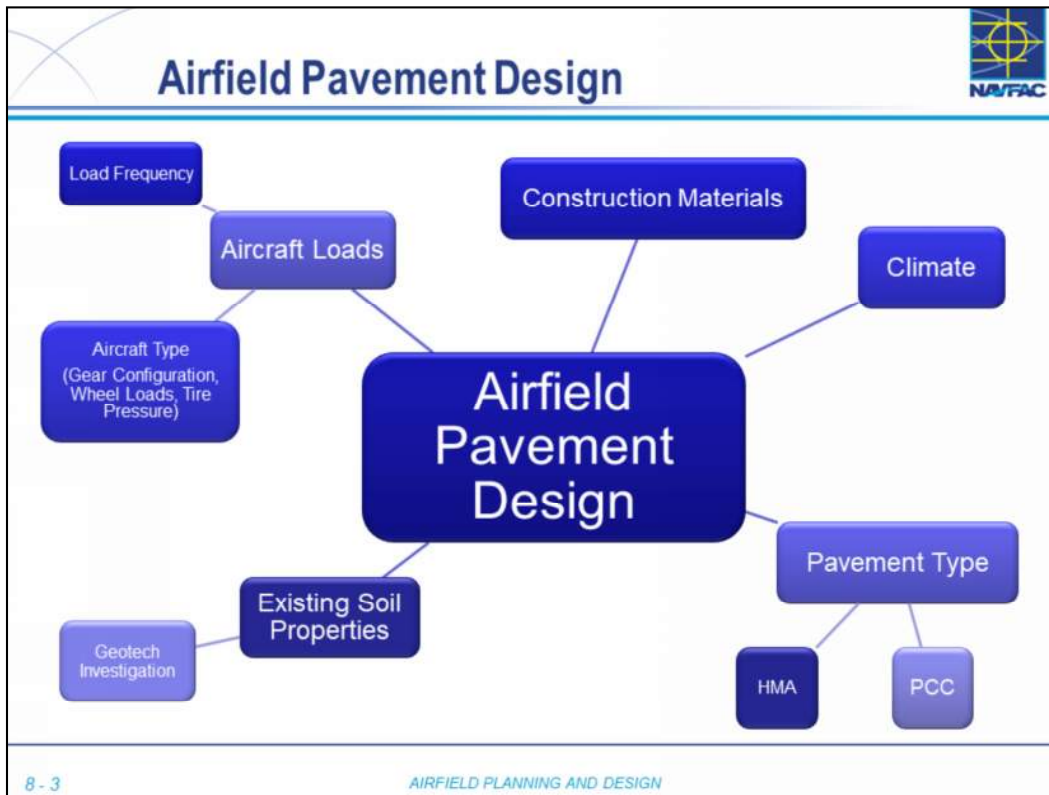 Airfield Pavement Design
NAVFAC
Load Frequency
Aircraft Loads
Aircraft Type
(Gear Configuration,
Wheel Loads, Tire
Pressure)
Construction Materials
Climate
Airfield
Pavement
Design
Existing Soil
Properties
Geotech
Investigation
Pavement Type
HMA
PCC
8 - 3
AIRFIELD PLANNING AND DESIGN